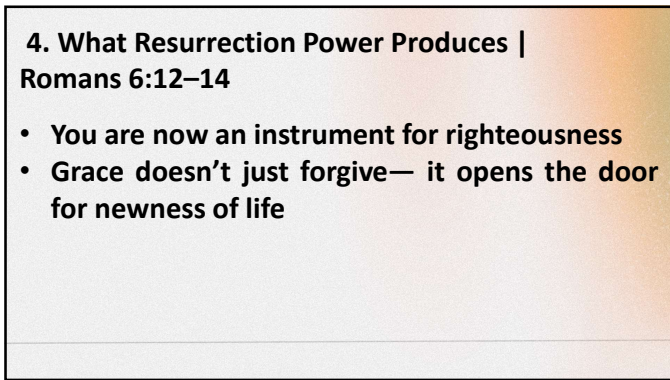 4. What Resurrection Power Produces |
Romans 6:12–14
• You are now an instrument for righteousness
• Grace doesn’t just forgive— it opens the door
for newness of life